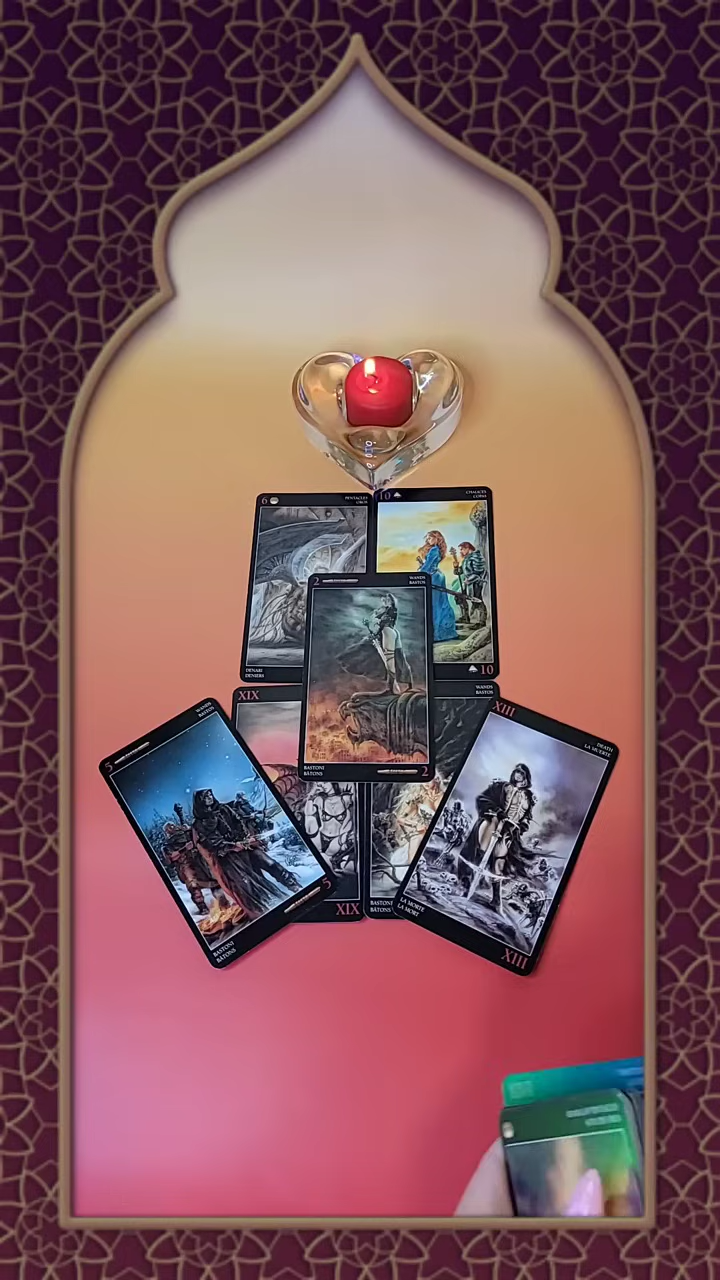 6
PENTACLES
OROS
DENARI
DENIERS
10
CHALICES
COPAS
10
2
WANDS
BASTOS
BASTONI
BÂTONS
2
XIX
XIX
WANDS
BASTOS
BASTONI
BÂTONS
5
WANDS
BASTOS
BASTONI
BÂTONS
5
XIII
DEATH
LA MUERTE
LA MORTE
LA MORT
XIII